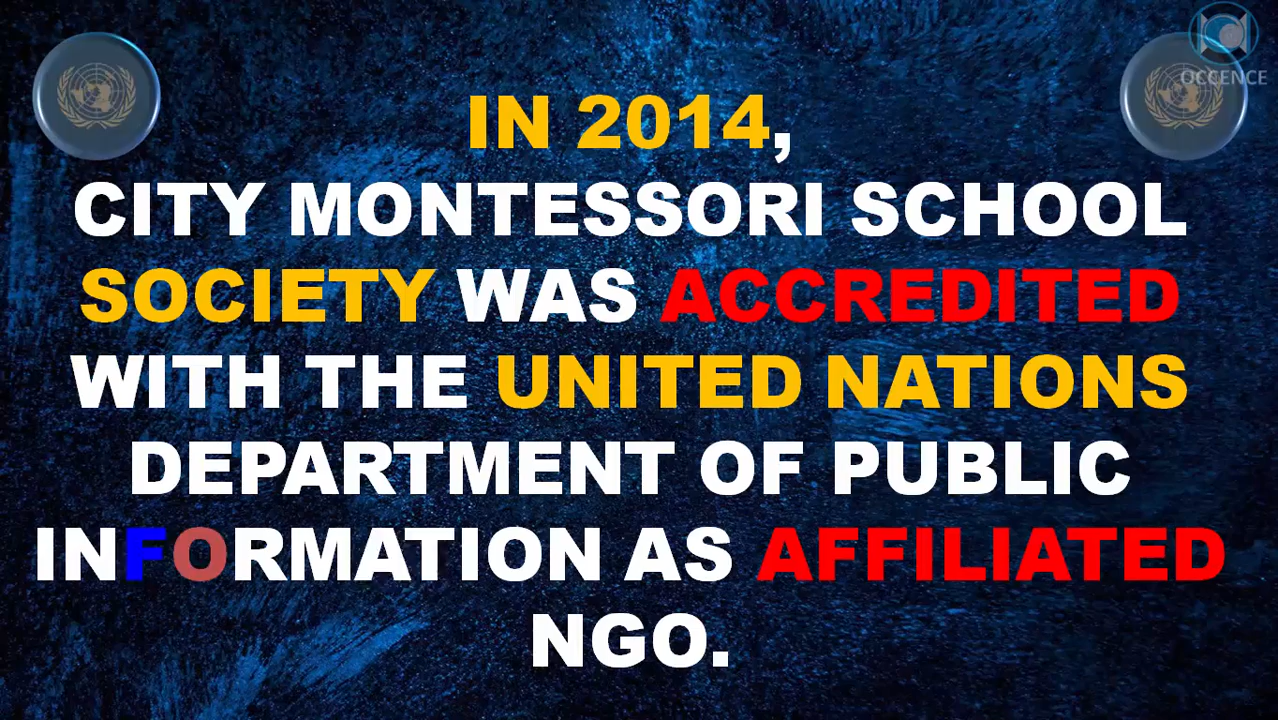 OCCENCE
IN 2014,
CITY MONTESSORI SCHOOL
SOCIETY WAS ACCREDITED
WITH THE UNITED NATIONS
DEPARTMENT OF PUBLIC
INFORMATION AS AFFILIATED
NGO.